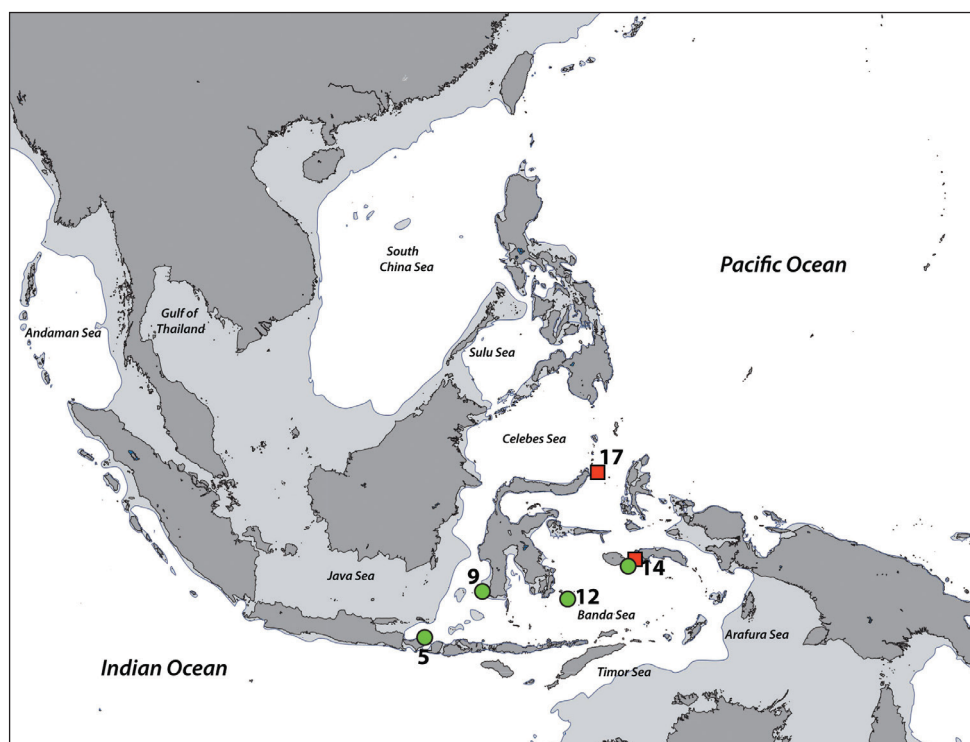 South
China Sea
Pacific Ocean
Gulf of
Thailand
Andaman Sea
Sulu Sea
Celebes Sea
17
Java Sea
9
14
12
Banda Sea
Arafura Sea
5
Indian Ocean
Timor Sea